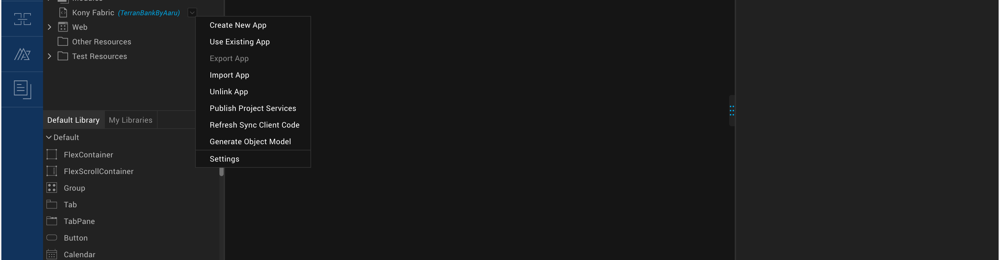 Modules
Kony Fabric (TerranBankByAaru)
Web
Other Resources
Test Resources
Create New App
Use Existing App
Export App
Import App
Unlink App
Publish Project Services
Refresh Sync Client Code
Generate Object Model
Settings
Default Library My Libraries
Default
FlexContainer
FlexScrollContainer
Group
Tab
TabPane
Button
Calendar